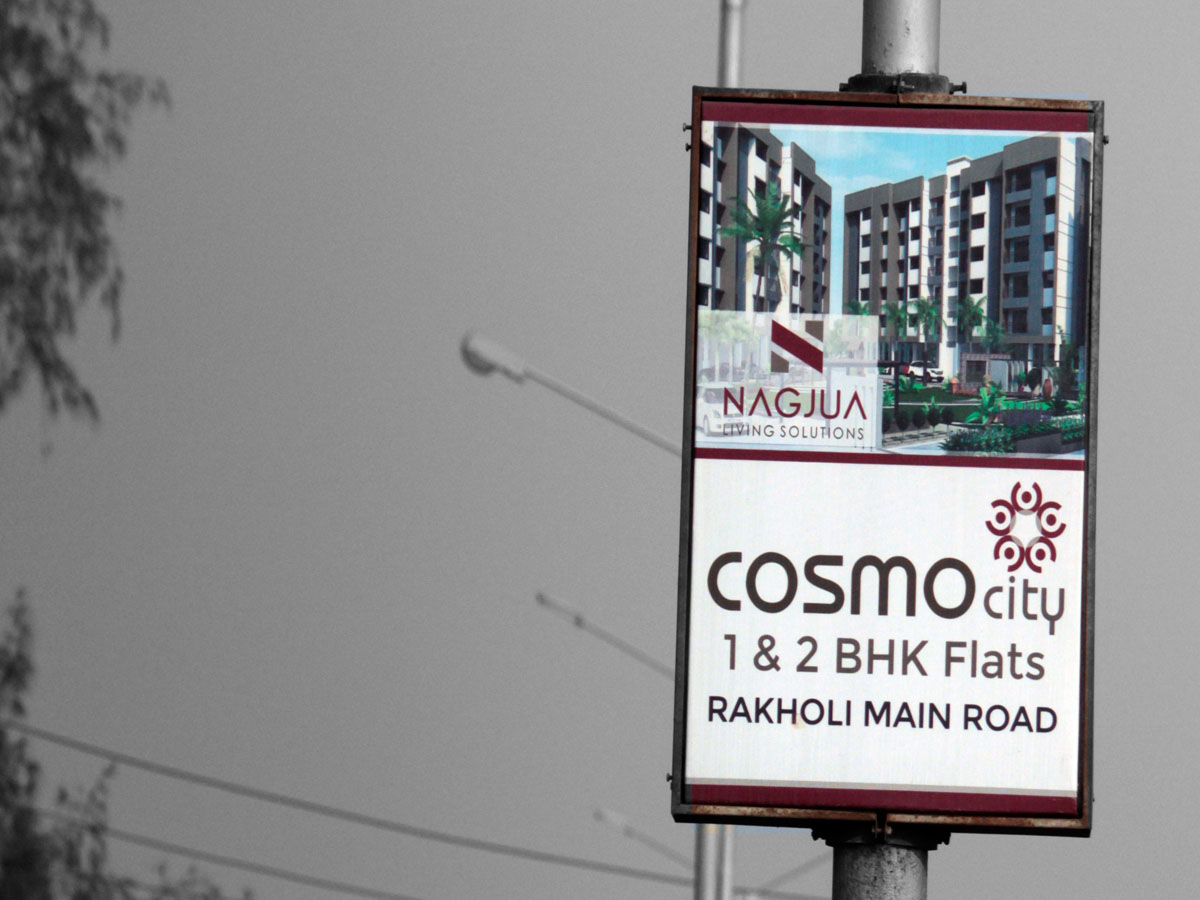 NAGJUA
LIVING SOLUTIONS
COSMO city
1 & 2 BHK Flats
RAKHOLI MAIN ROAD